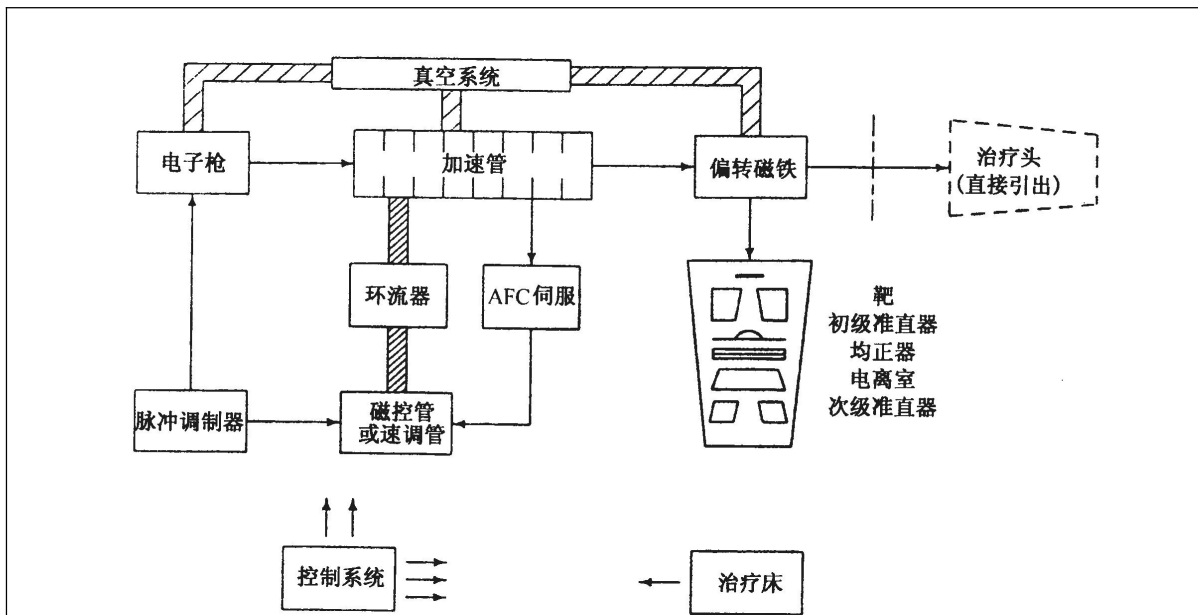 真空系统
电子枪
加速管
偏转磁铁
治疗头
(直接引出)
环流器
AFC伺服
靶
初级准直器
均正器
电离室
次级准直器
脉冲调制器
磁控管
或速调管
控制系统
治疗床